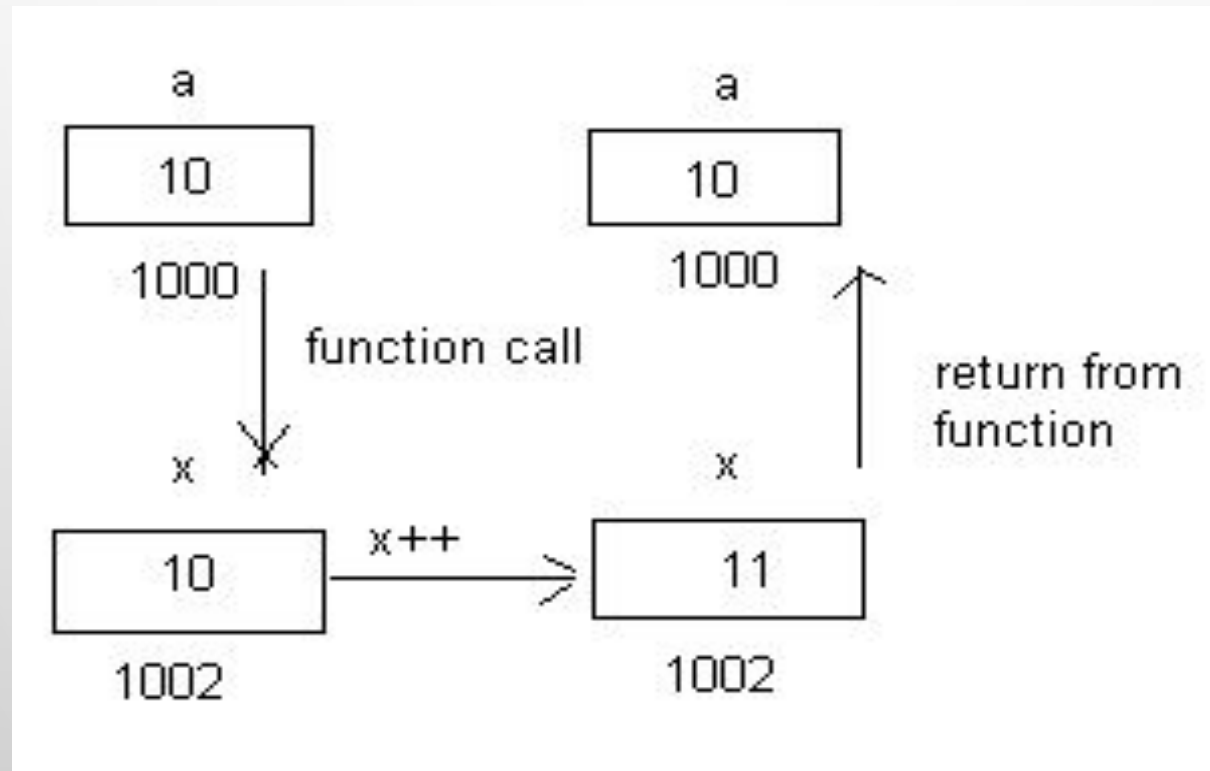 a
10
1000
function call
x
10
1002
x++
x
11
1002
return from
function
a
10
1000